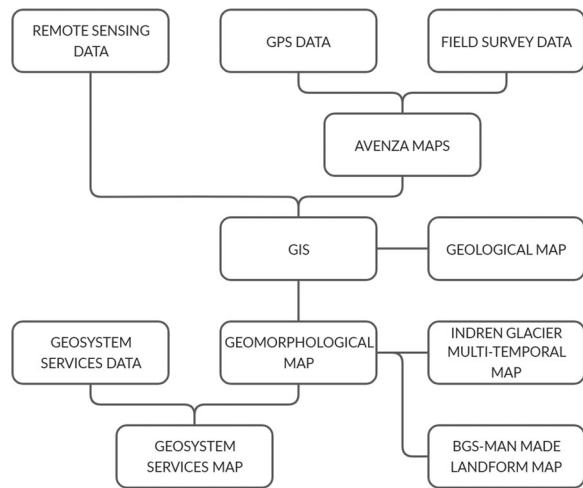 REMOTE SENSING
DATA
GPS DATA
FIELD SURVEY DATA
AVENZA MAPS
GIS
GEOLOGICAL MAP
GEOSYSTEM
SERVICES DATA
GEOMORPHOLOGICAL
MAP
INDREN GLACIER
MULTI-TEMPORAL
MAP
GEOSYSTEM
SERVICES MAP
BGS-MAN MADE
LANDFORM MAP